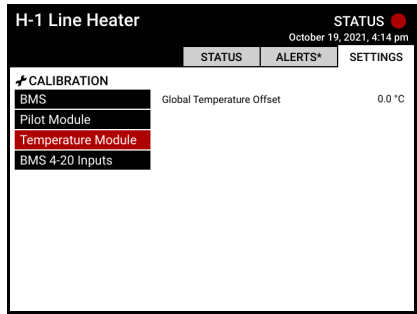 H-1 Line Heater
STATUS
October 19, 2021, 4:14 pm
STATUS ALERTS* SETTINGS
CALIBRATION
BMS
Global Temperature Offset 0.0 °C
Pilot Module
Temperature Module
BMS 4-20 Inputs